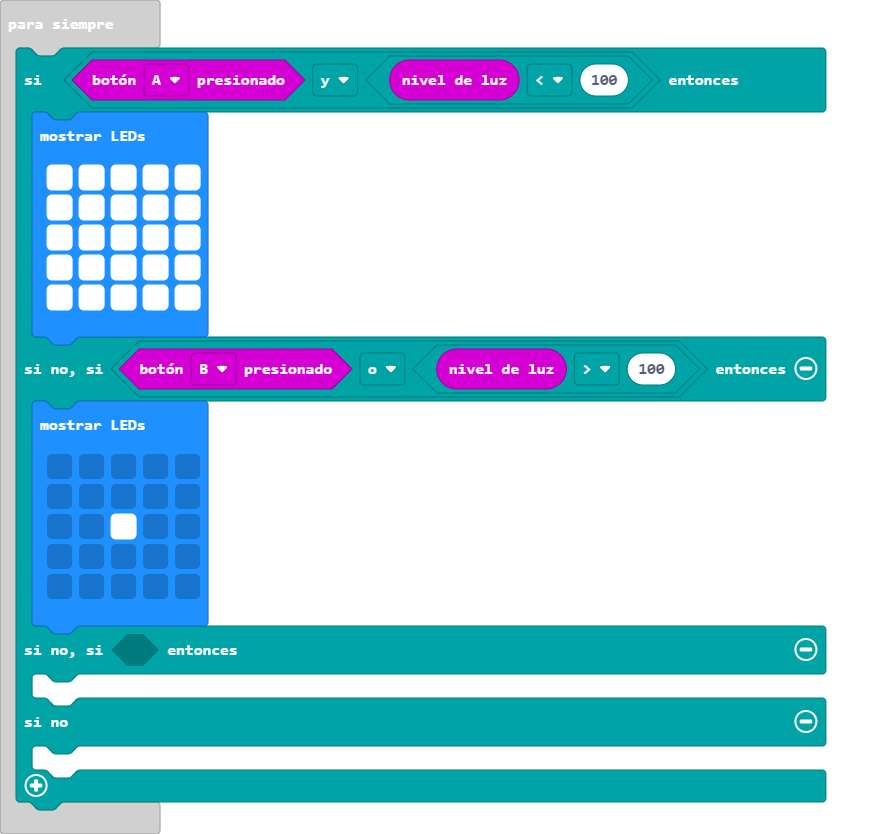 para siempre
si botón A presionado y nivel de luz < 100 entonces
mostrar LEDs
si no, si botón B presionado o nivel de luz > 100 entonces
mostrar LEDs
si no, si entonces
si no